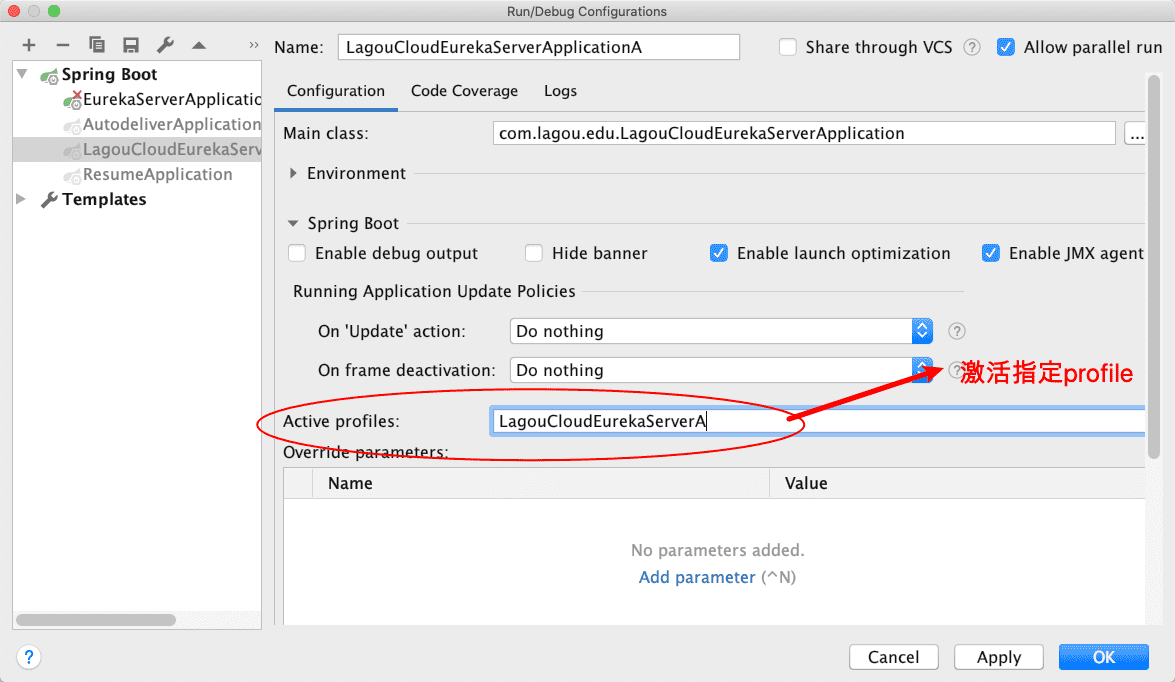 Run/Debug Configurations
Name: LagouCloudEurekaServerApplicationA Share through VCS ? Allow parallel run
Spring Boot
EurekaServerApplicatio
AutodeliverApplication
LagouCloudEurekaServ
ResumeApplication
Templates
Configuration Code Coverage Logs
Main class: com.lagou.edu.LagouCloudEurekaServerApplication ...
Environment
Spring Boot
Enable debug output Hide banner Enable launch optimization Enable JMX agent
Running Application Update Policies
On 'Update' action: Do nothing ?
On frame deactivation: Do nothing ?
激活指定profile
Active profiles: LagouCloudEurekaServerA
Override parameters:
Name Value
No parameters added.
Add parameter (^N)
? Cancel Apply OK